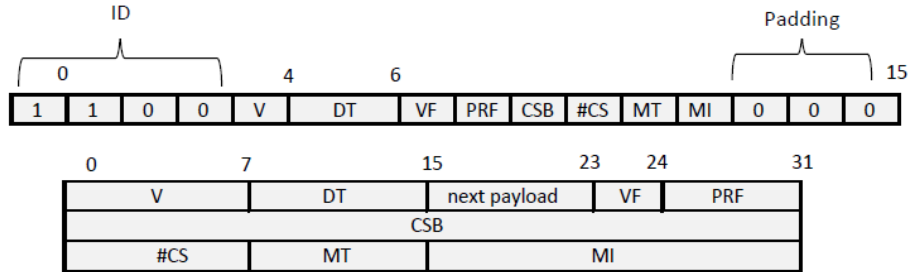 ID
Padding
0 4 6 15
1 1 0 0 V DT VF PRF CSB #CS MT MI 0 0 0
0 7 15 23 24 31
V DT next payload VF PRF
CSB
#CS MT MI